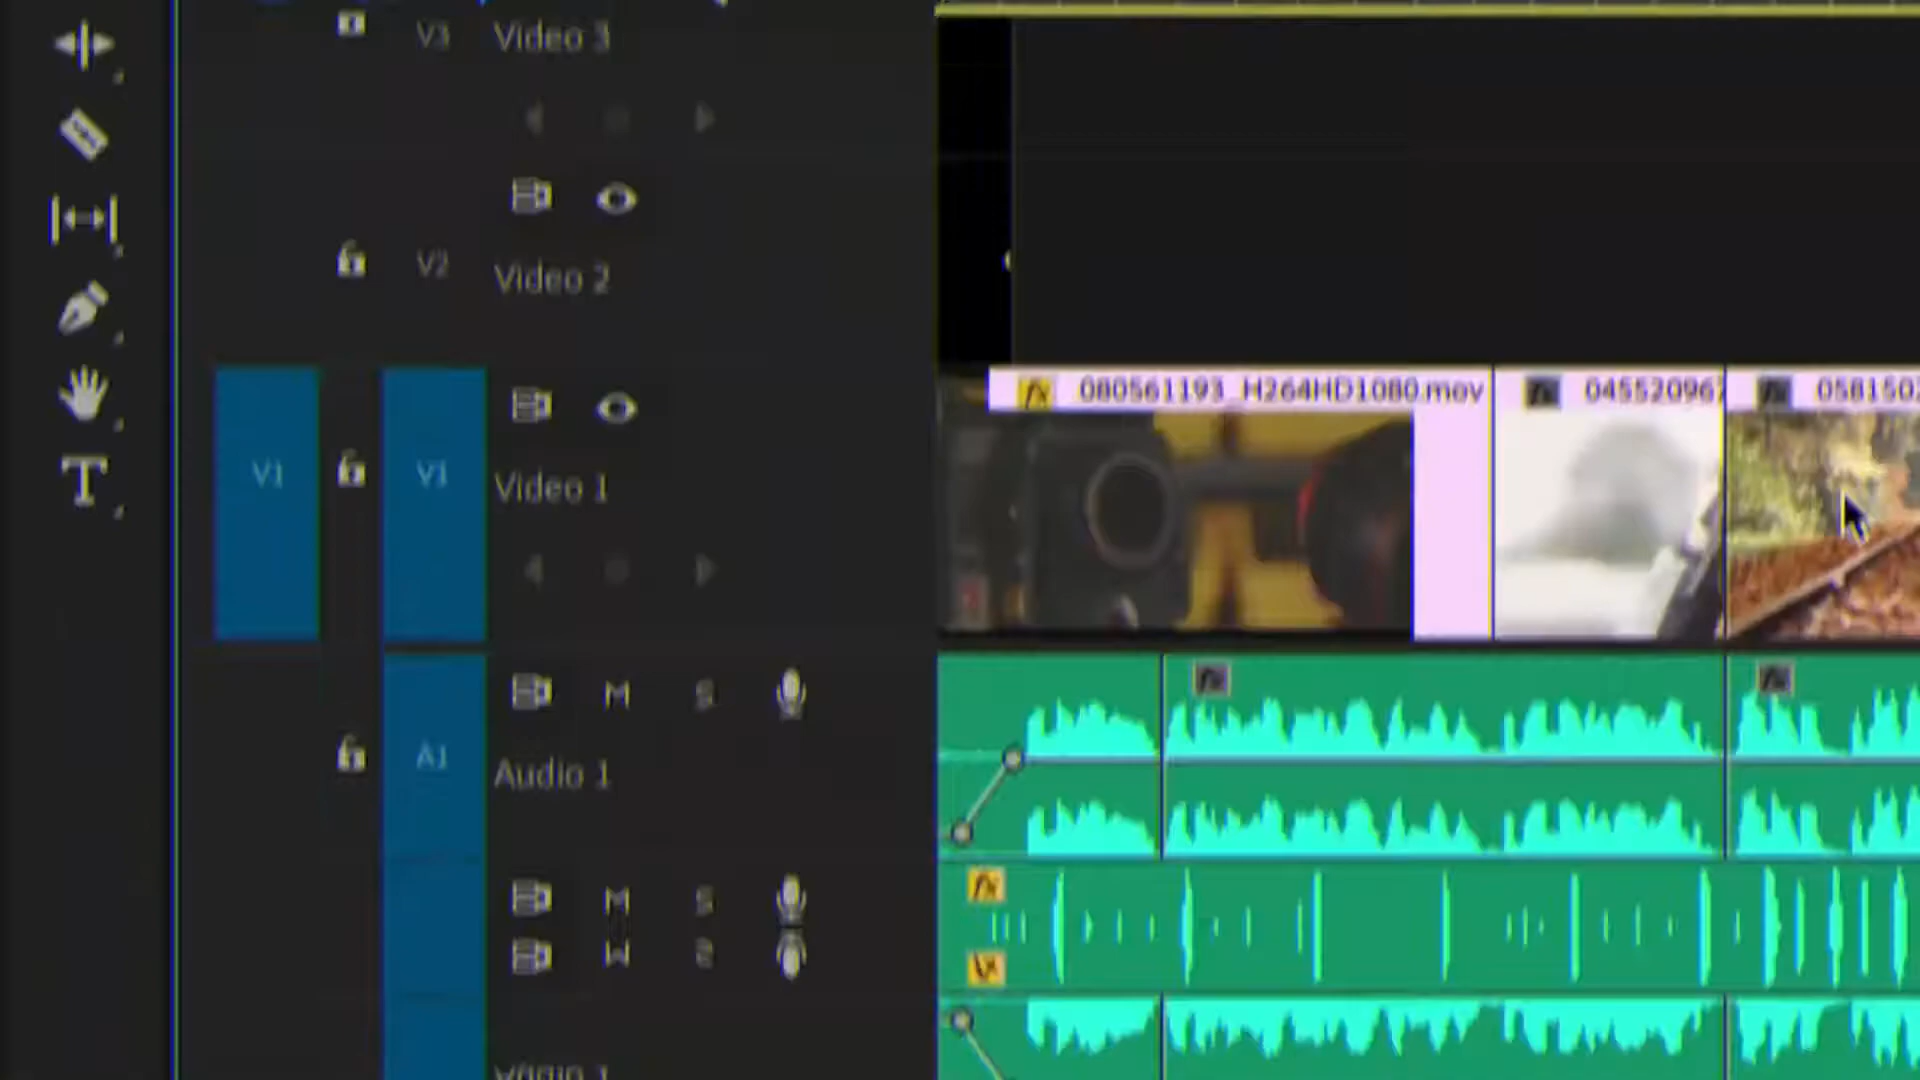 V3 Video 3
V2 Video 2
080561193_H264HD1080.mov
04552096
058150
V1 V1 Video 1
T
M S
A1 Audio 1
M S